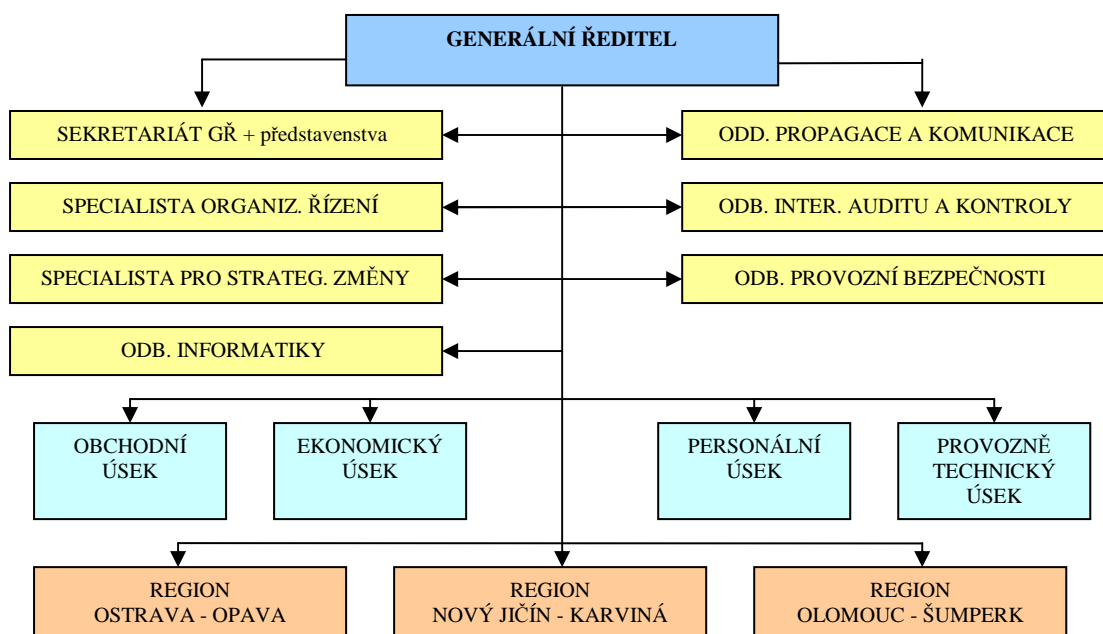 GENERÁLNÍ ŘEDITEL
SEKRETARIÁT GŘ + představenstva
ODD. PROPAGACE A KOMUNIKACE
SPECIALISTA ORGANIZ. ŘÍZENÍ
ODB. INTER. AUDITU A KONTROLY
SPECIALISTA PRO STRATEG. ZMĚNY
ODB. PROVOZNÍ BEZPEČNOSTI
ODB. INFORMATIKY
OBCHODNÍ
ÚSEK
EKONOMICKÝ
ÚSEK
PERSONÁLNÍ
ÚSEK
PROVOZNĚ
TECHNICKÝ
ÚSEK
REGION
OSTRAVA - OPAVA
REGION
NOVÝ JIČÍN - KARVINÁ
REGION
OLOMOUC - ŠUMPERK